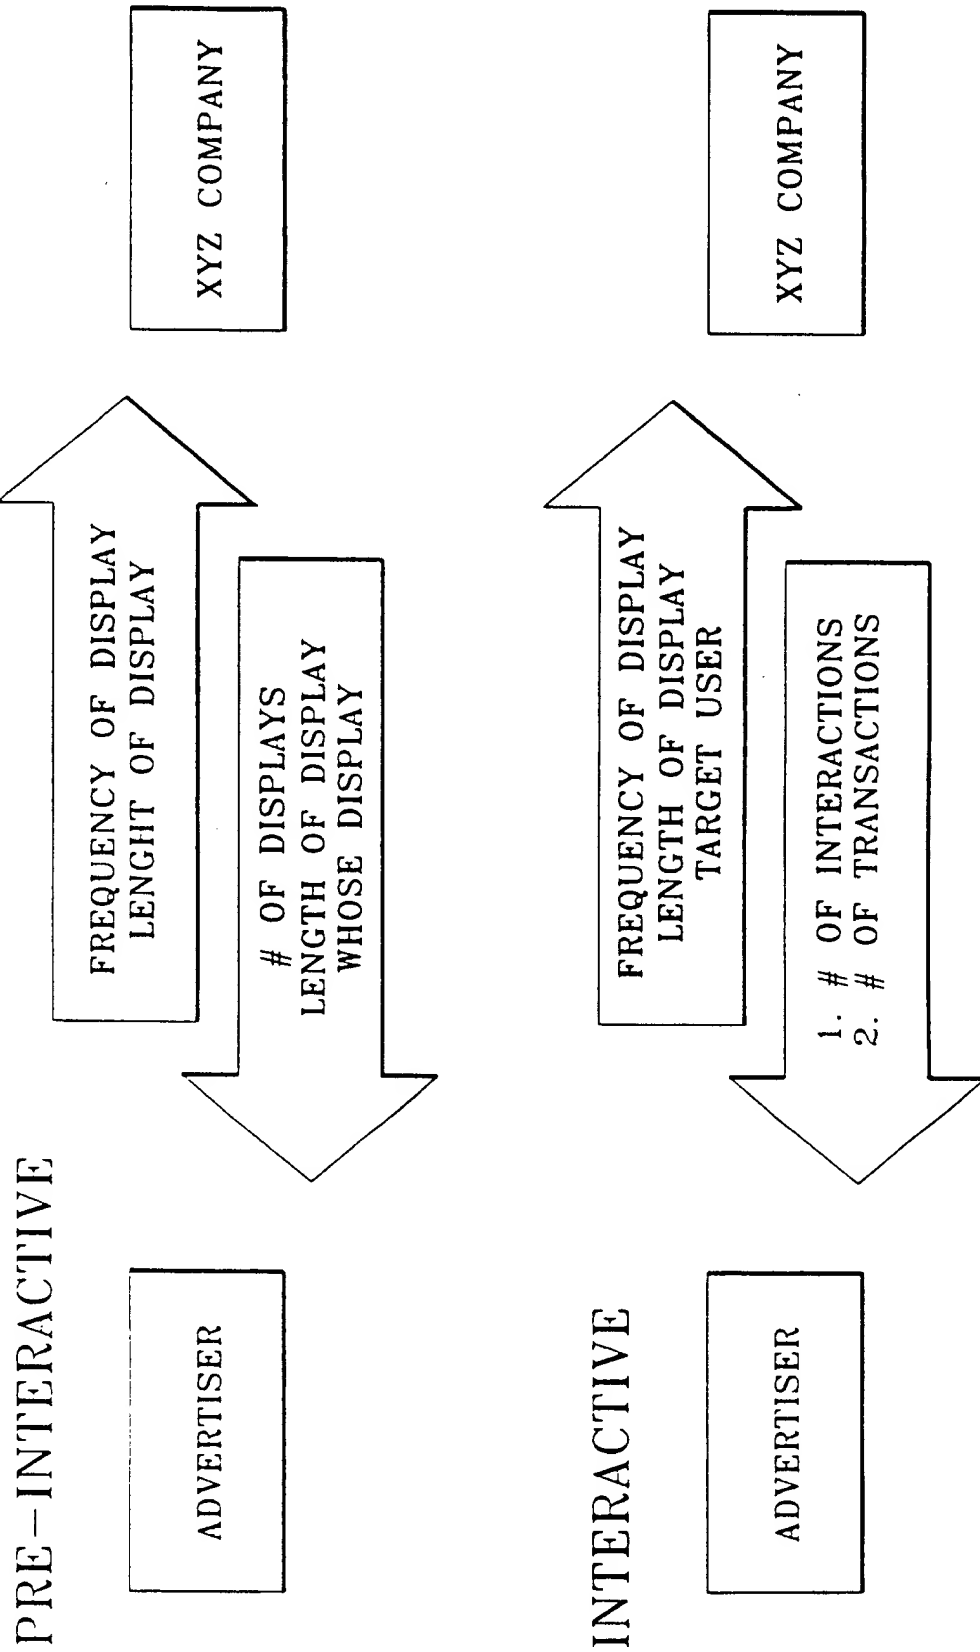 PRE-INTERACTIVE
ADVERTISER
FREQUENCY OF DISPLAY
LENGHT OF DISPLAY
# OF DISPLAYS
LENGTH OF DISPLAY
WHOSE DISPLAY
XYZ COMPANY
INTERACTIVE
ADVERTISER
FREQUENCY OF DISPLAY
LENGTH OF DISPLAY
TARGET USER
1. # OF INTERACTIONS
2. # OF TRANSACTIONS
XYZ COMPANY